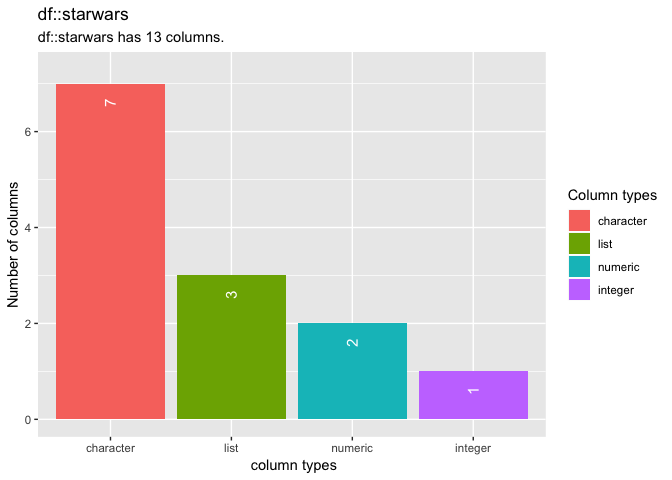 df::starwars
df::starwars has 13 columns.
Number of columns
6
4
2
0
7
3
2
1
character
list
numeric
integer
column types
Column types
character
list
numeric
integer